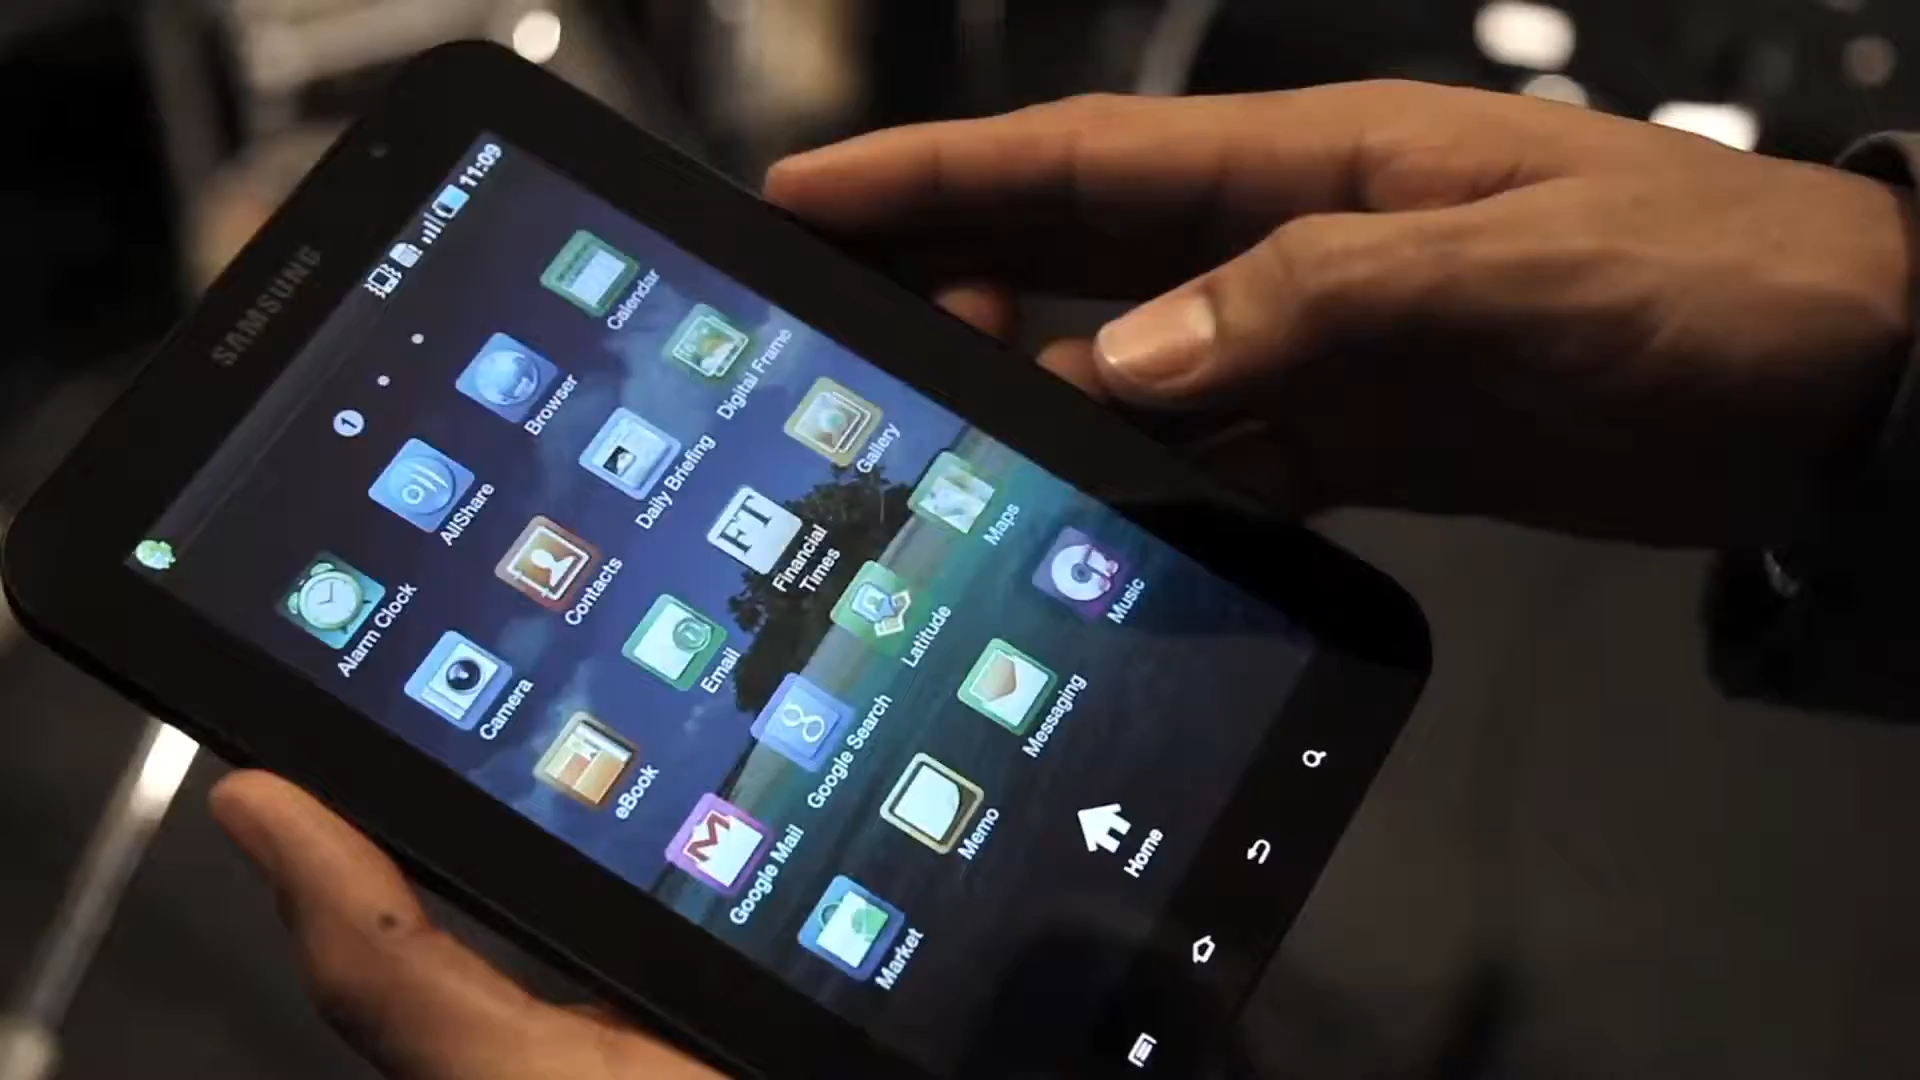 SAMSUNG
11:09
1
Alarm Clock
AllShare
Browser
Calendar
Camera
Contacts
Daily Briefing
Digital Frame
eBook
Email
FT
Financial
Times
Gallery
Google Mail
Google Search
Latitude
Maps
Market
Memo
Messaging
Music
Home